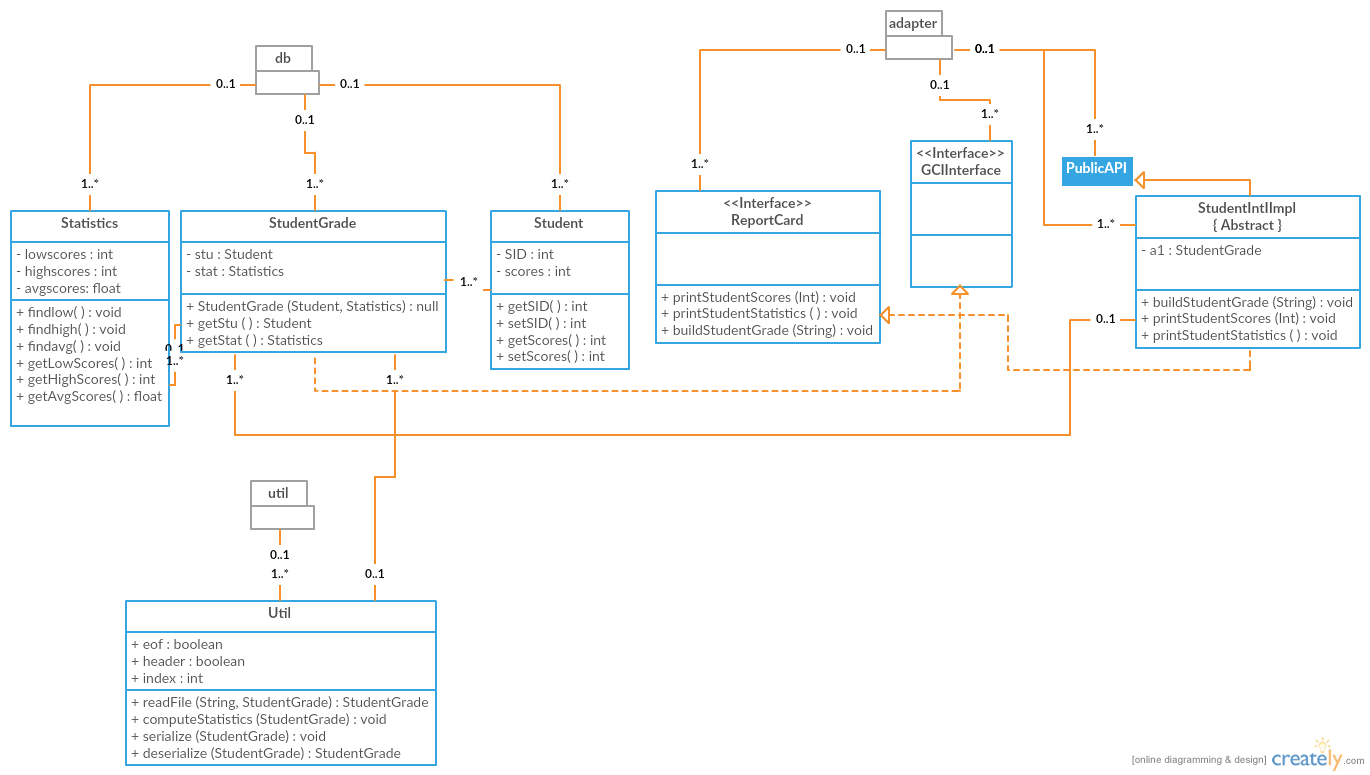 db
0..1
0..1
0..1
1..*
1..*
1..*
adapter
0..1
0..1
0..1
1..*
1..*
1..*
1..*
Statistics
- lowscores : int
- highscores : int
- avgscores: float
+ findlow( ) : void
+ findhigh( ) : void
+ findavg( ) : void
+ getLowScores( ) : int
+ getHighScores( ) : int
+ getAvgScores( ) : float
StudentGrade
- stu : Student
- stat : Statistics
+ StudentGrade (Student, Statistics) : null
+ getStu ( ) : Student
+ getStat ( ) : Statistics
1..*
0..1
1..*
Student
- SID : int
- scores : int
+ getSID( ) : int
+ setSID( ) : int
+ getScores( ) : int
+ setScores( ) : int
<<Interface>>
ReportCard
+ printStudentScores (Int) : void
+ printStudentStatistics ( ) : void
+ buildStudentGrade (String) : void
<<Interface>>
GCIInterface
PublicAPI
StudentIntIImpl
{ Abstract }
- a1 : StudentGrade
+ buildStudentGrade (String) : void
+ printStudentScores (Int) : void
+ printStudentStatistics ( ) : void
0..1
1..*
1..*
util
0..1
1..*
0..1
Util
+ eof : boolean
+ header : boolean
+ index : int
+ readFile (String, StudentGrade) : StudentGrade
+ computeStatistics (StudentGrade) : void
+ serialize (StudentGrade) : void
+ deserialize (StudentGrade) : StudentGrade
[online diagramming & design] creately.com